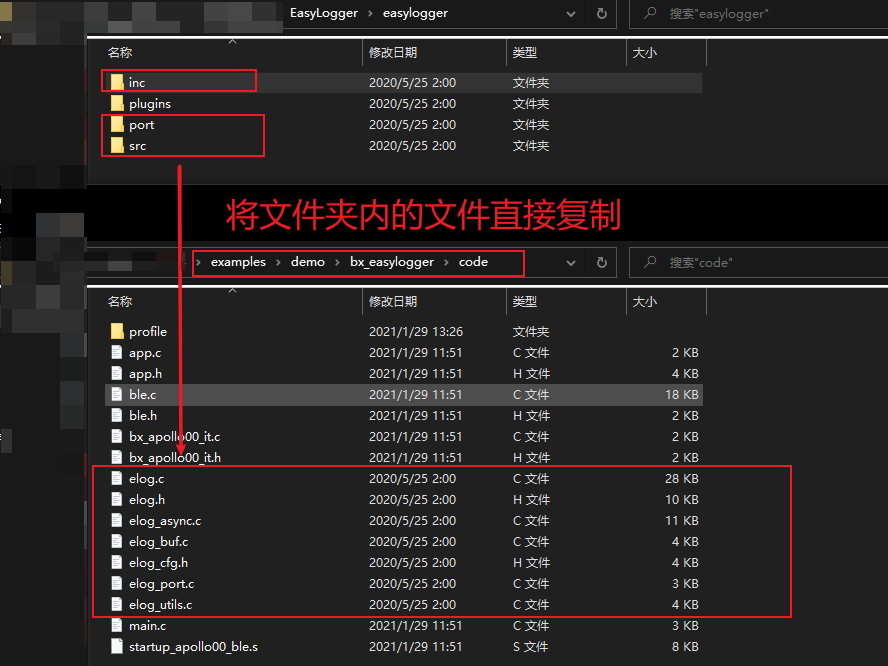 EasyLogger › easylogger 搜索"easylogger"
名称 修改日期 类型 大小
inc 2020/5/25 2:00 文件夹
plugins 2020/5/25 2:00 文件夹
port 2020/5/25 2:00 文件夹
src 2020/5/25 2:00 文件夹
将文件夹内的文件直接复制
› examples › demo › bx_easylogger › code 搜索"code"
名称 修改日期 类型 大小
profile 2021/1/29 13:26 文件夹
app.c 2021/1/29 11:51 C 文件 2 KB
app.h 2021/1/29 11:51 H 文件 4 KB
ble.c 2021/1/29 11:51 C 文件 18 KB
ble.h 2021/1/29 11:51 H 文件 2 KB
bx_apollo00_it.c 2021/1/29 11:51 C 文件 2 KB
bx_apollo00_it.h 2021/1/29 11:51 H 文件 2 KB
elog.c 2020/5/25 2:00 C 文件 28 KB
elog.h 2020/5/25 2:00 H 文件 10 KB
elog_async.c 2020/5/25 2:00 C 文件 11 KB
elog_buf.c 2020/5/25 2:00 C 文件 4 KB
elog_cfg.h 2020/5/25 2:00 H 文件 4 KB
elog_port.c 2020/5/25 2:00 C 文件 3 KB
elog_utils.c 2020/5/25 2:00 C 文件 4 KB
main.c 2021/1/29 11:51 C 文件 3 KB
startup_apollo00_ble.s 2021/1/29 11:51 S 文件 8 KB